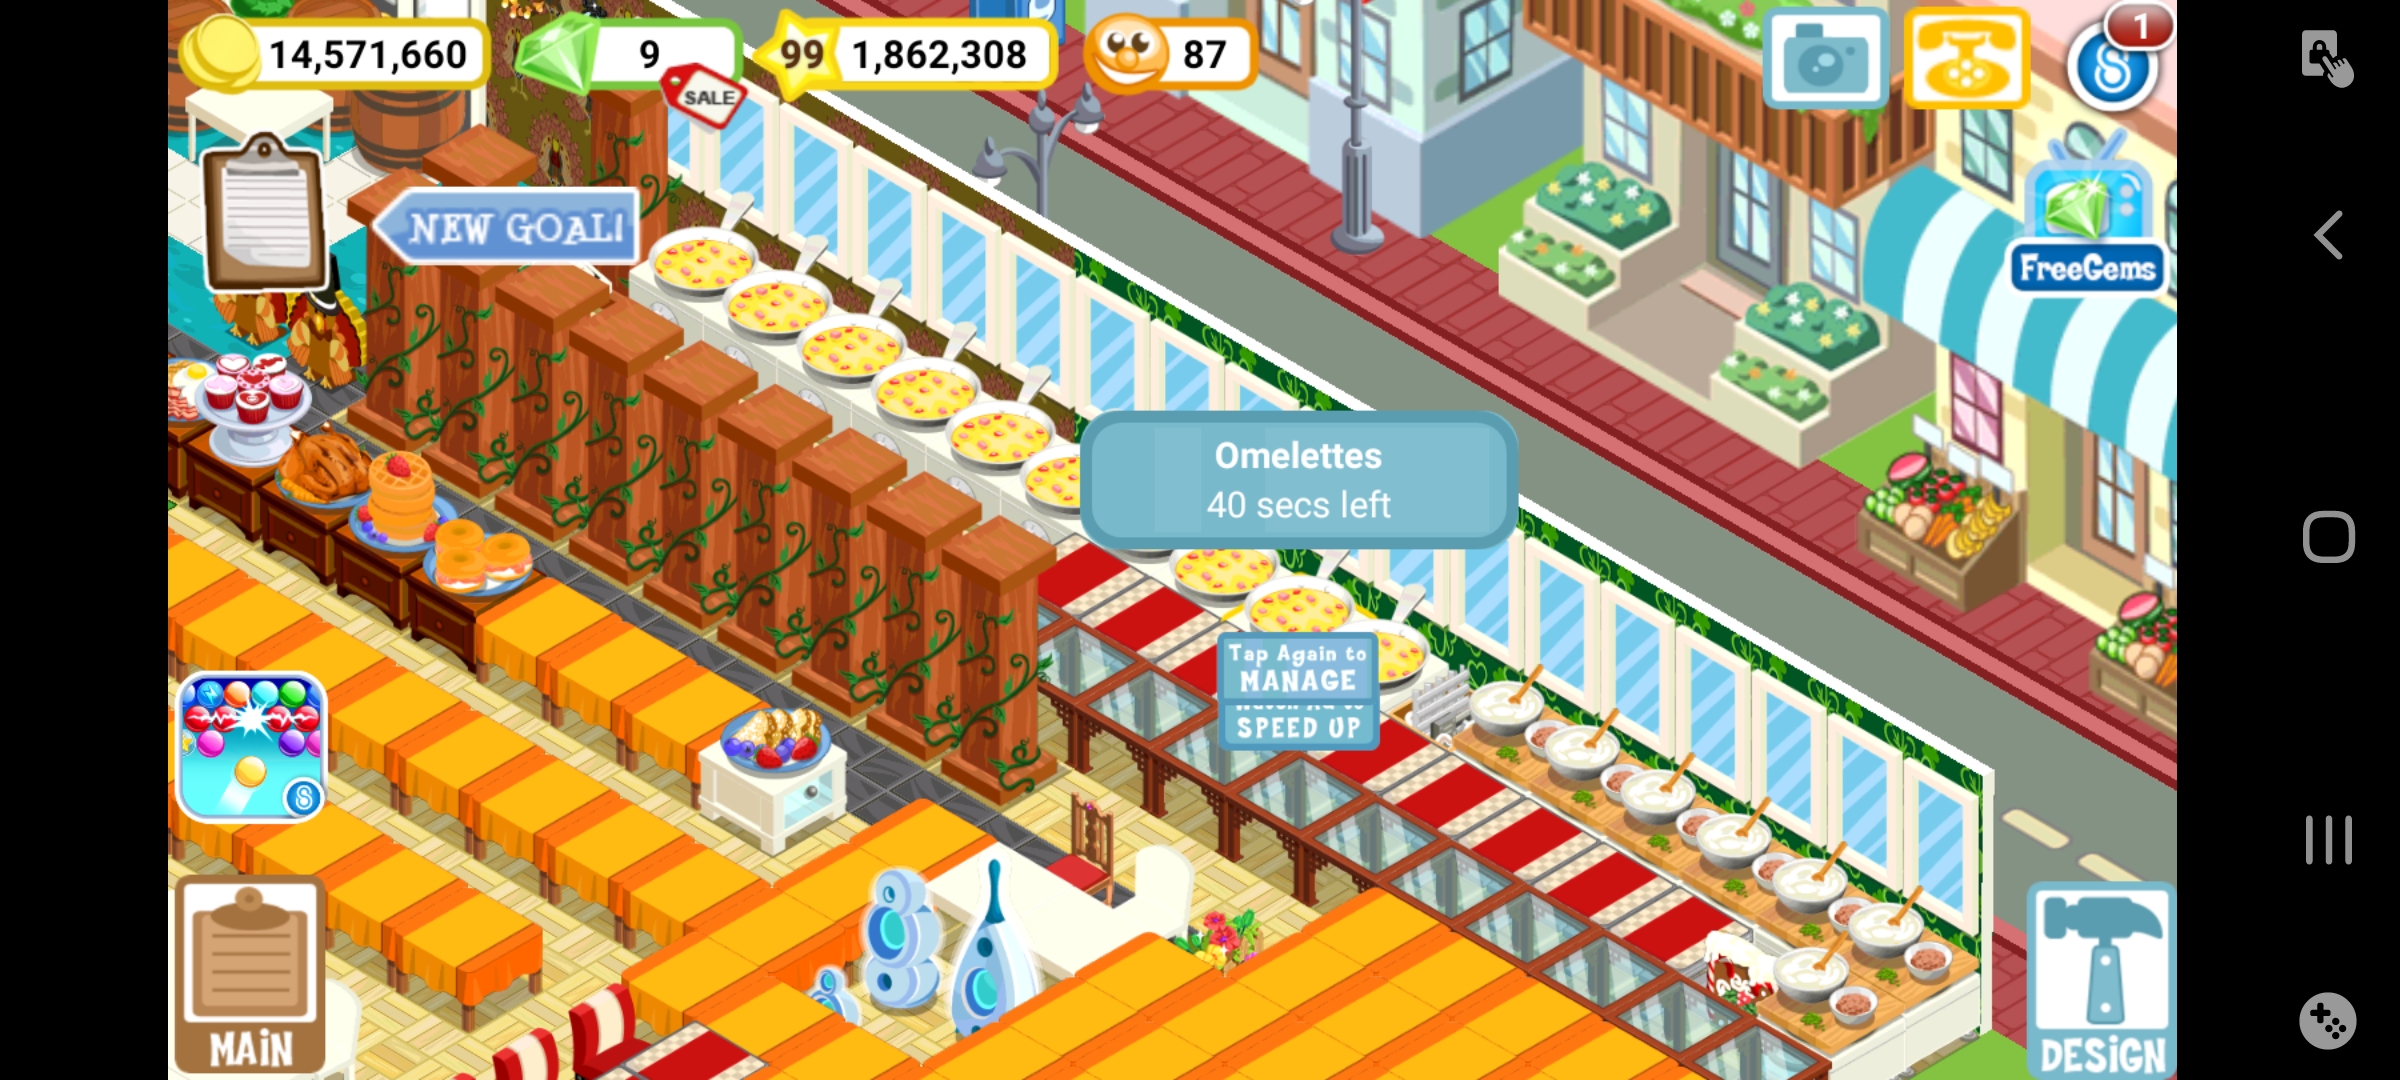 14,571,660
9
SALE
99
1,862,308
87
1
NEW GOAL!
FreeGems
Omelettes
40 secs left
Tap Again to
MANAGE
SPEED UP
MAiN
DESiGN